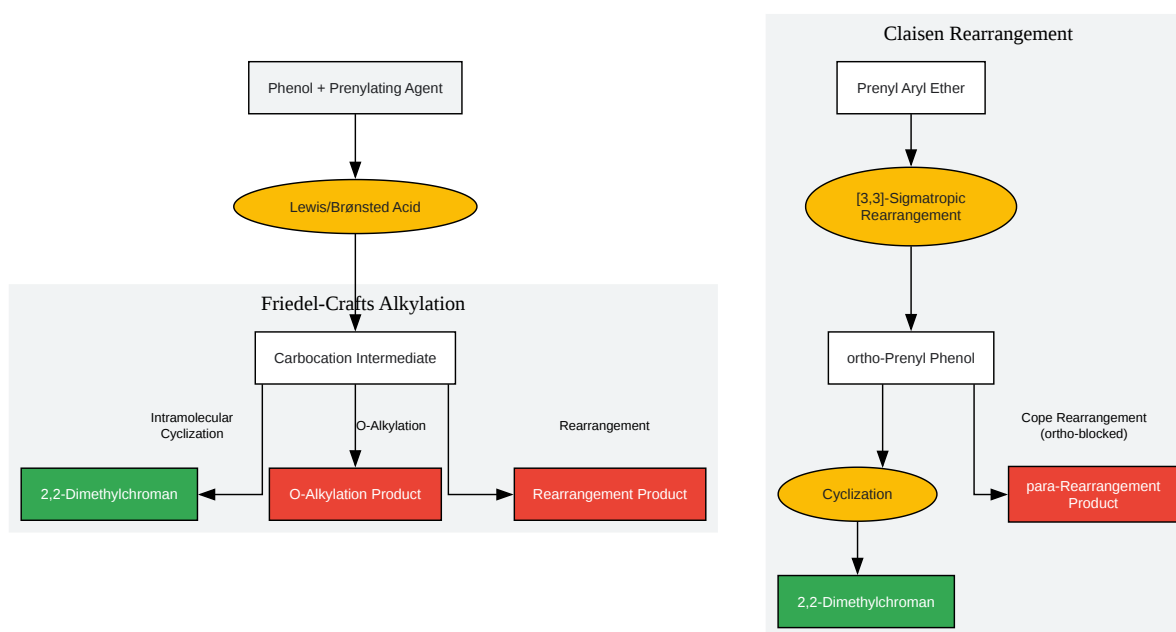 Phenol + Prenylating Agent
Lewis/Brønsted Acid
Friedel-Crafts Alkylation
Carbocation Intermediate
Intramolecular
Cyclization
O-Alkylation
Rearrangement
2,2-Dimethylchroman
O-Alkylation Product
Rearrangement Product
Claisen Rearrangement
Prenyl Aryl Ether
[3,3]-Sigmatropic
Rearrangement
ortho-Prenyl Phenol
Cope Rearrangement
(ortho-blocked)
Cyclization
para-Rearrangement
Product
2,2-Dimethylchroman